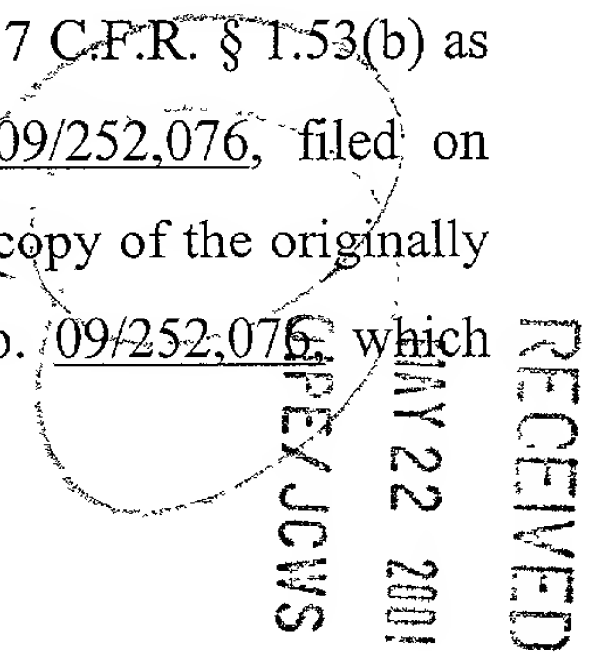 7 C.F.R. § 1.53(b) as
09/252,076, filed on
copy of the originally
o. 09/252,076, which
RECEIVED
MAY 22 2001
JCWS